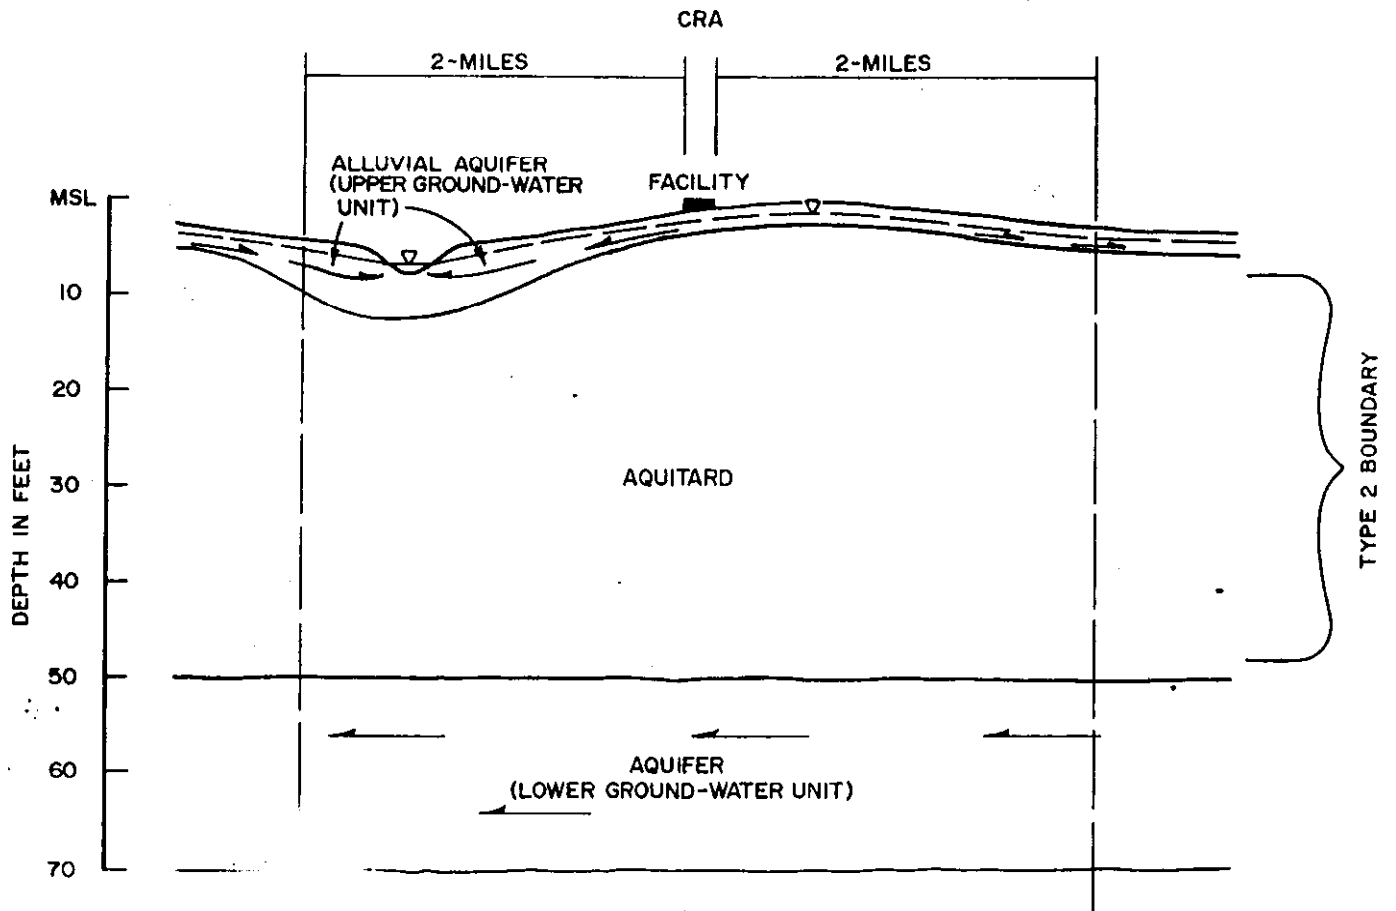 CRA
2-MILES
2-MILES
ALLUVIAL AQUIFER
(UPPER GROUND-WATER
UNIT)
FACILITY
MSL
10
20
30
40
50
60
70
DEPTH IN FEET
AQUITARD
TYPE 2 BOUNDARY
AQUIFER
(LOWER GROUND-WATER UNIT)